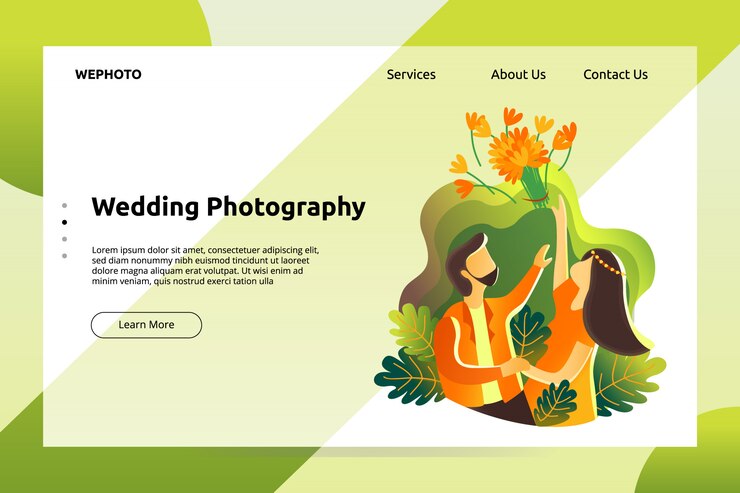 WEPHOTO
Services
About Us
Contact Us
Wedding Photography
Lorem ipsum dolor sit amet, consectetuer adipiscing elit,
sed diam nonummy nibh euismod tincidunt ut laoreet
dolore magna aliquam erat volutpat. Ut wisi enim ad
minim veniam, quis nostrud exerci tation ulla
Learn More